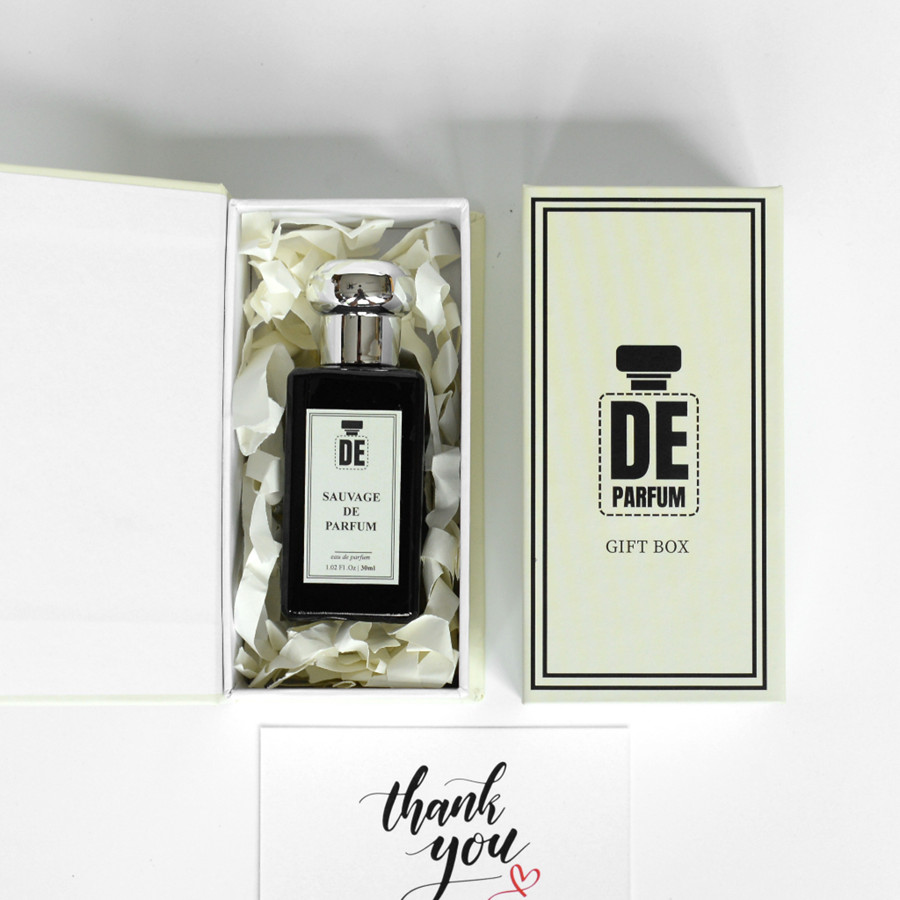 DE
SAUVAGE
DE
PARFUM
eau de parfum
1.02 Fl.Oz | 30ml
DE
PARFUM
GIFT BOX
thank
you